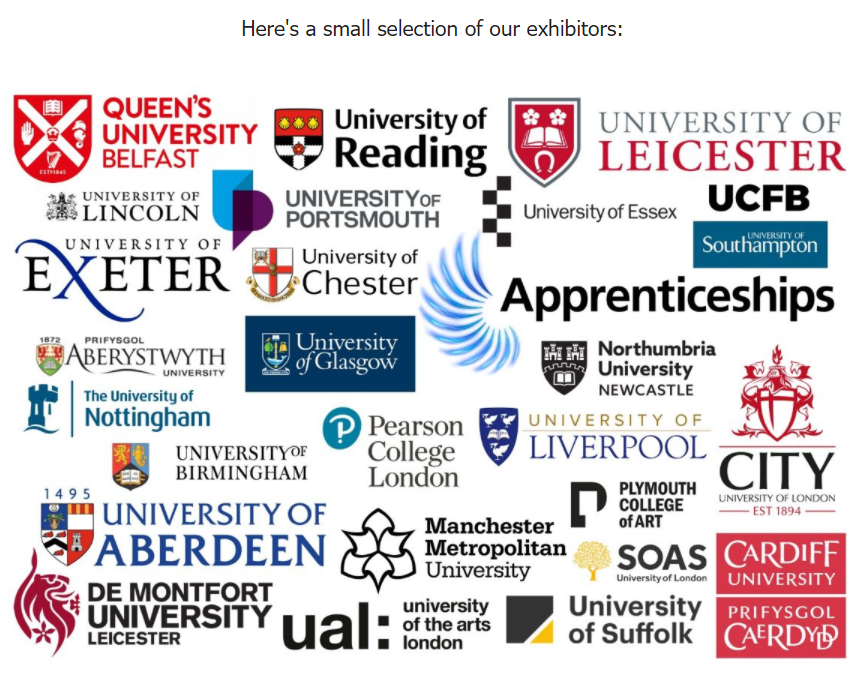 Here's a small selection of our exhibitors:
QUEEN'S
UNIVERSITY
BELFAST
ESTD1845
University of
Reading
UNIVERSITY OF
LEICESTER
UNIVERSITY OF
LINCOLN
UNIVERSITY OF
PORTSMOUTH
University of Essex
UCFB
UNIVERSITY OF
Southampton
UNIVERSITY OF
EXETER
University of
Chester
Apprenticeships
1872
PRIFYSGOL
ABERYSTWYTH
UNIVERSITY
University
of Glasgow
Northumbria
University
NEWCASTLE
The University of
Nottingham
Pearson
College
London
UNIVERSITY OF
LIVERPOOL
CITY
UNIVERSITY OF LONDON
EST 1894
UNIVERSITY OF
BIRMINGHAM
PLYMOUTH
COLLEGE
of ART
1495
UNIVERSITY OF
ABERDEEN
Manchester
Metropolitan
University
SOAS
University of London
CARDIFF
UNIVERSITY
PRIFYSGOL
CAERDYDD
DE MONTFORT
UNIVERSITY
LEICESTER
ual:
university
of the arts
london
University
of Suffolk